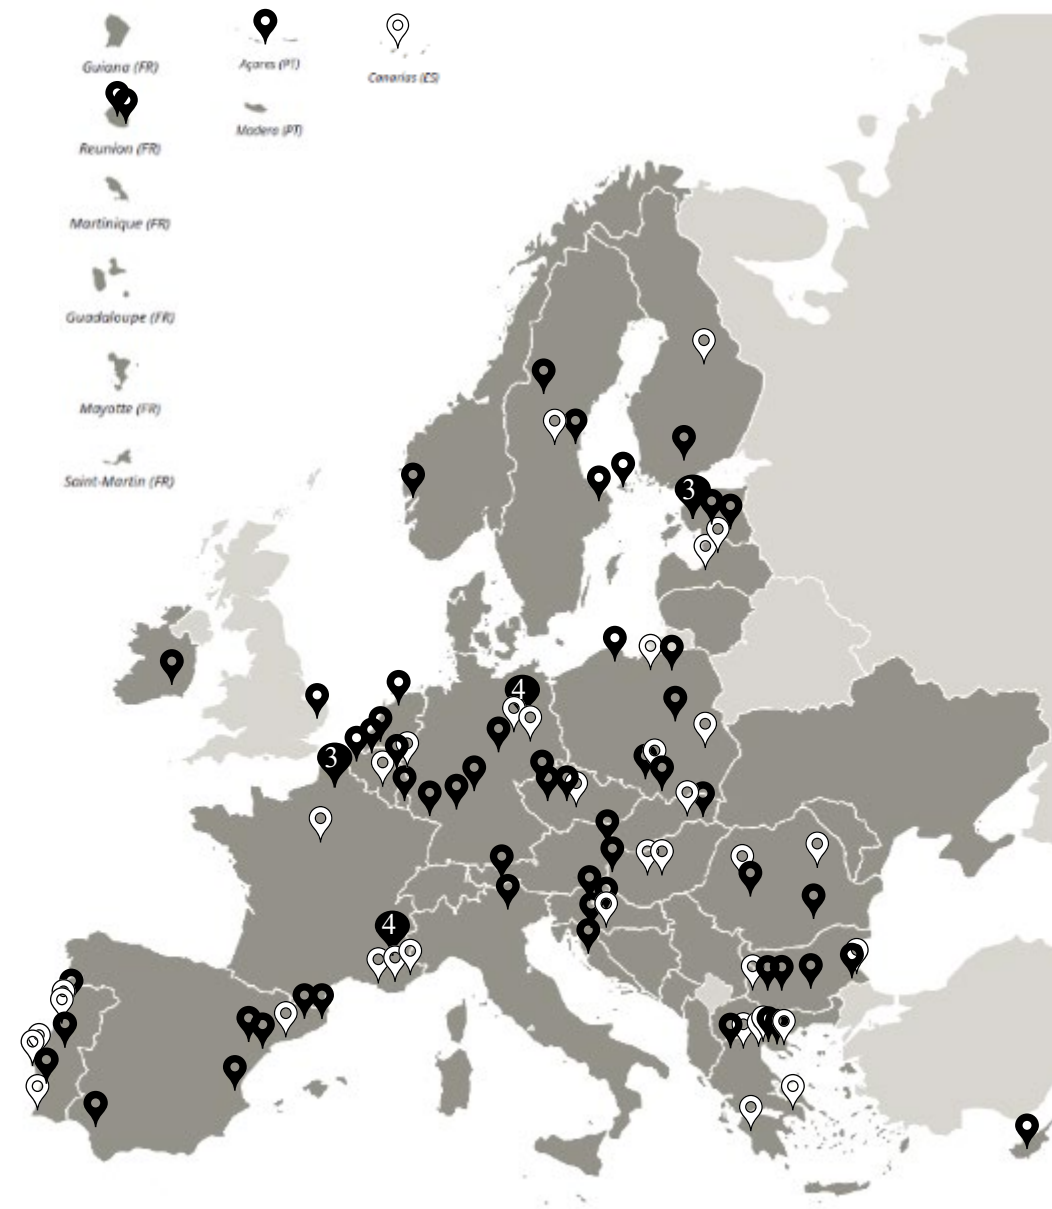 Guiana (FR)
Açores (PT)
Canarias (ES)
Reunion (FR)
Madera (PT)
Martinique (FR)
Guadaloupe (FR)
Mayotte (FR)
Saint-Martin (FR)
3
4
3
4